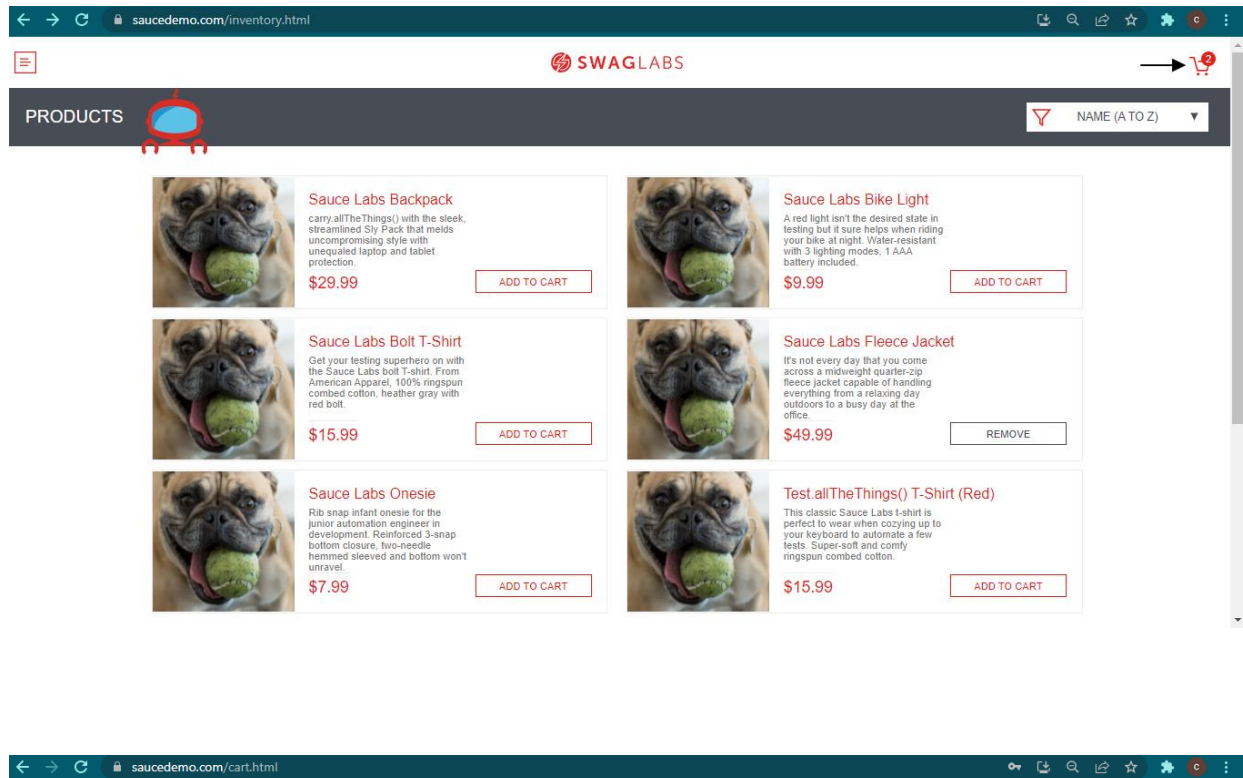 saucedemo.com/inventory.html
C
SWAGLABS
2
PRODUCTS
NAME (A TO Z)
Sauce Labs Backpack
carry.allTheThings() with the sleek,
streamlined Sly Pack that melds
uncompromising style with
unequaled laptop and tablet
protection.
$29.99
ADD TO CART
Sauce Labs Bike Light
A red light isn't the desired state in
testing but it sure helps when riding
your bike at night. Water-resistant
with 3 lighting modes, 1 AAA
battery included.
$9.99
ADD TO CART
Sauce Labs Bolt T-Shirt
Get your testing superhero on with
the Sauce Labs bolt T-shirt. From
American Apparel, 100% ringspun
combed cotton, heather gray with
red bolt.
$15.99
ADD TO CART
Sauce Labs Fleece Jacket
It's not every day that you come
across a midweight quarter-zip
fleece jacket capable of handling
everything from a relaxing day
outdoors to a busy day at the
office.
$49.99
REMOVE
Sauce Labs Onesie
Rib snap infant onesie for the
junior automation engineer in
development. Reinforced 3-snap
bottom closure, two-needle
hemmed sleeved and bottom won't
unravel.
$7.99
ADD TO CART
Test.allTheThings() T-Shirt (Red)
This classic Sauce Labs t-shirt is
perfect to wear when cozying up to
your keyboard to automate a few
tests. Super-soft and comfy
ringspun combed cotton.
$15.99
ADD TO CART
saucedemo.com/cart.html
C